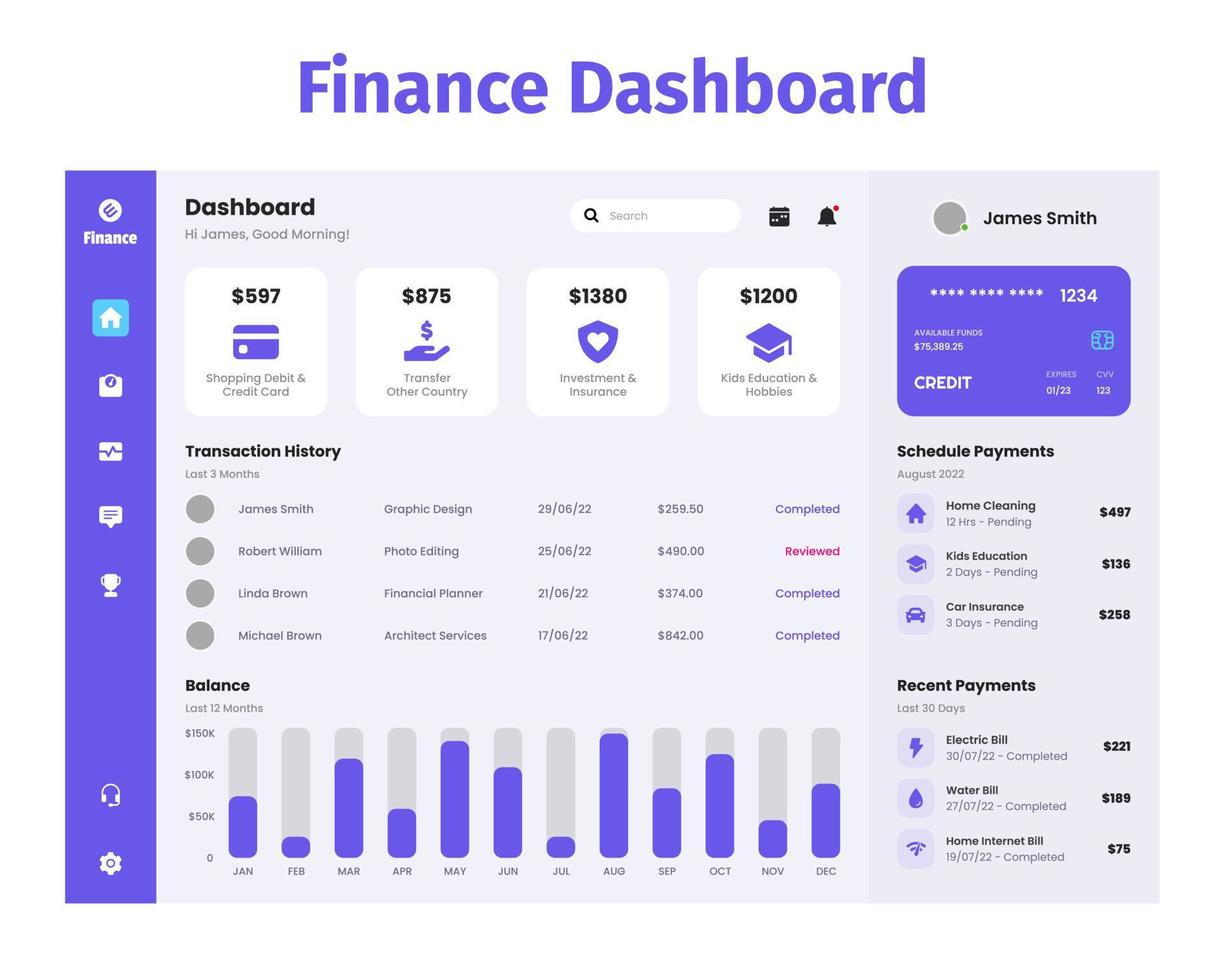 Finance Dashboard
Finance
Dashboard
Hi James, Good Morning!
Search
$597
Shopping Debit &
Credit Card
$875
Transfer
Other Country
$1380
Investment &
Insurance
$1200
Kids Education &
Hobbies
Transaction History
Last 3 Months
James Smith Graphic Design 29/06/22 $259.50 Completed
Robert William Photo Editing 25/06/22 $490.00 Reviewed
Linda Brown Financial Planner 21/06/22 $374.00 Completed
Michael Brown Architect Services 17/06/22 $842.00 Completed
Balance
Last 12 Months
$150K
$100K
$50K
0
JAN FEB MAR APR MAY JUN JUL AUG SEP OCT NOV DEC
James Smith
**** **** **** 1234
AVAILABLE FUNDS
$75,389.25
CREDIT
EXPIRES CVV
01/23 123
Schedule Payments
August 2022
Home Cleaning
12 Hrs - Pending
$497
Kids Education
2 Days - Pending
$136
Car Insurance
3 Days - Pending
$258
Recent Payments
Last 30 Days
Electric Bill
30/07/22 - Completed
$221
Water Bill
27/07/22 - Completed
$189
Home Internet Bill
19/07/22 - Completed
$75